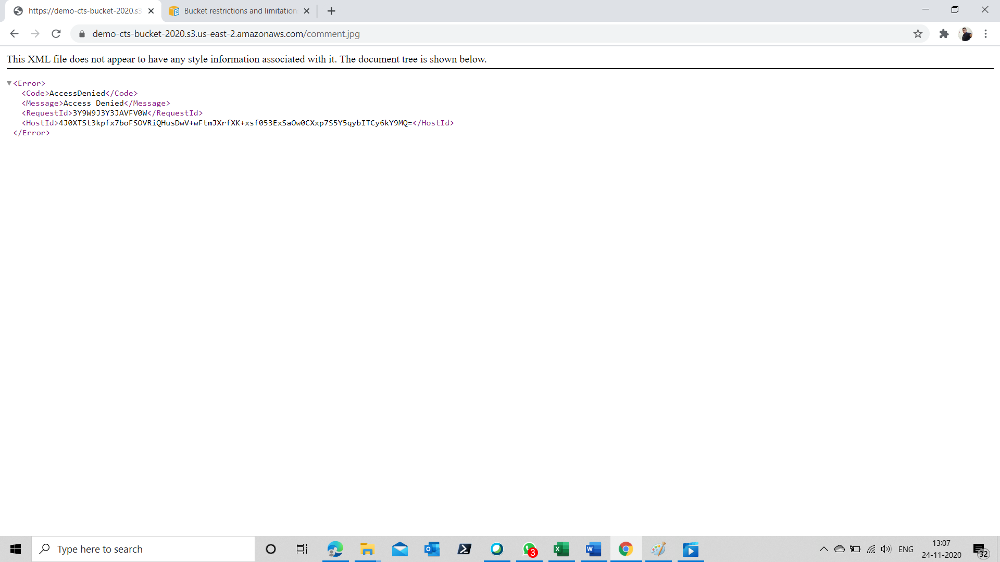 https://demo-cts-bucket-2020.s3
Bucket restrictions and limitation
demo-cts-bucket-2020.s3.us-east-2.amazonaws.com/comment.jpg
This XML file does not appear to have any style information associated with it. The document tree is shown below.
<Error>
<Code>AccessDenied</Code>
<Message>Access Denied</Message>
<RequestId>3Y9W9J3Y3JAVFV0W</RequestId>
<HostId>4J0XTSt3kpfx7boFSOVRiQHusDwV+wFtmJXrfXK+xsf053ExSaOw0CXxp7S5Y5qybITCy6kY9MQ=</HostId>
</Error>
Type here to search
3
ENG
13:07
24-11-2020
32